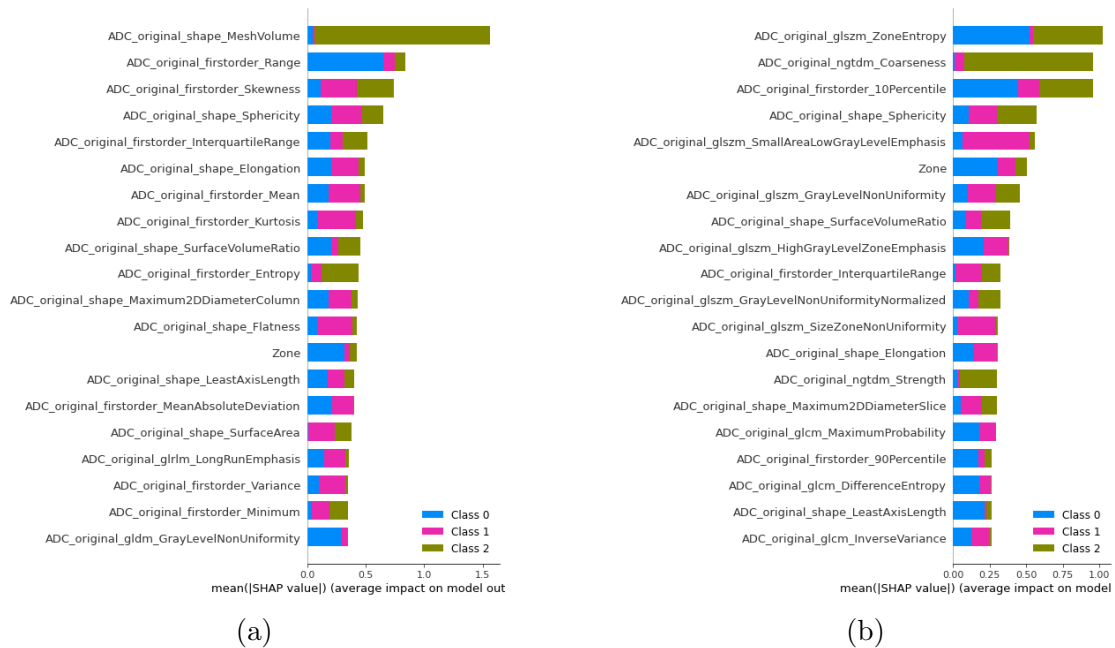 ADC_original_shape_MeshVolume
ADC_original_firstorder_Range
ADC_original_firstorder_Skewness
ADC_original_shape_Sphericity
ADC_original_firstorder_InterquartileRange
ADC_original_shape_Elongation
ADC_original_firstorder_Mean
ADC_original_firstorder_Kurtosis
ADC_original_shape_SurfaceVolumeRatio
ADC_original_firstorder_Entropy
ADC_original_shape_Maximum2DDiameterColumn
ADC_original_shape_Flatness
Zone
ADC_original_shape_LeastAxisLength
ADC_original_firstorder_MeanAbsoluteDeviation
ADC_original_shape_SurfaceArea
ADC_original_glrlm_LongRunEmphasis
ADC_original_firstorder_Variance
ADC_original_firstorder_Minimum
ADC_original_gldm_GrayLevelNonUniformity
Class 0
Class 1
Class 2
0.0 0.5 1.0 1.5
mean(|SHAP value|) (average impact on model out
(a)
ADC_original_glszm_ZoneEntropy
ADC_original_ngtdm_Coarseness
ADC_original_firstorder_10Percentile
ADC_original_shape_Sphericity
ADC_original_glszm_SmallAreaLowGrayLevelEmphasis
Zone
ADC_original_glszm_GrayLevelNonUniformity
ADC_original_shape_SurfaceVolumeRatio
ADC_original_glszm_HighGrayLevelZoneEmphasis
ADC_original_firstorder_InterquartileRange
ADC_original_glszm_GrayLevelNonUniformityNormalized
ADC_original_glszm_SizeZoneNonUniformity
ADC_original_shape_Elongation
ADC_original_ngtdm_Strength
ADC_original_shape_Maximum2DDiameterSlice
ADC_original_glcm_MaximumProbability
ADC_original_firstorder_90Percentile
ADC_original_glcm_DifferenceEntropy
ADC_original_shape_LeastAxisLength
ADC_original_glcm_InverseVariance
Class 0
Class 1
Class 2
0.00 0.25 0.50 0.75 1.00
mean(|SHAP value|) (average impact on model
(b)